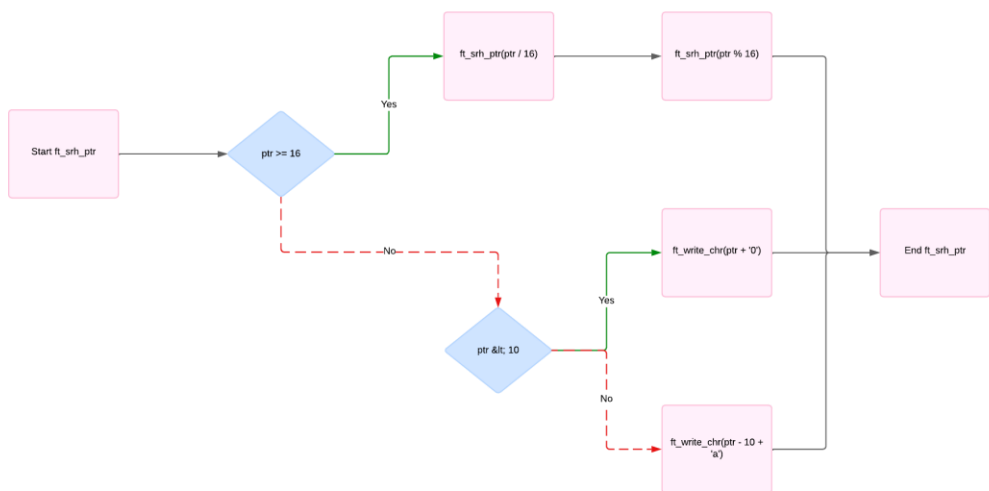 ft_srh_ptr(ptr / 16)
ft_srh_ptr(ptr % 16)
Yes
Start ft_srh_ptr
ptr >= 16
No
ft_write_chr(ptr + '0')
End ft_srh_ptr
Yes
ptr &lt; 10
No
ft_write_chr(ptr - 10 +
'a')